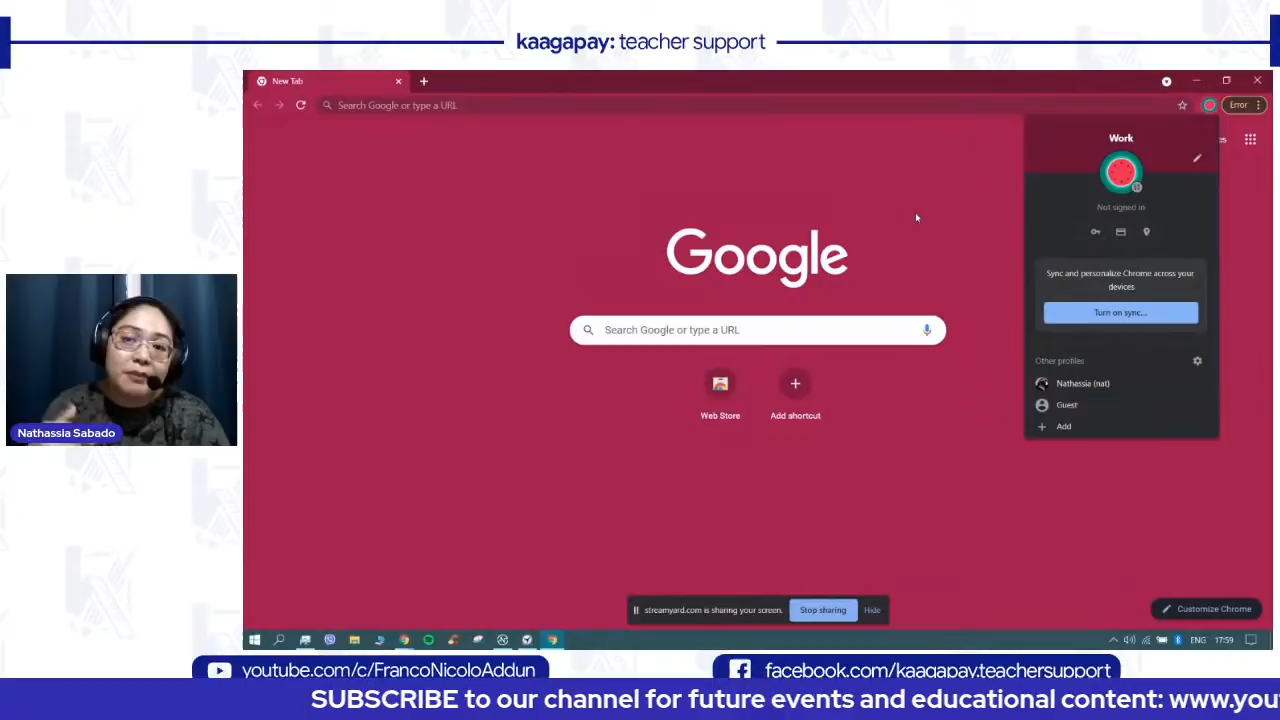 kaagapay: teacher support
New Tab
Search Google or type a URL
Error
Work
es
Not signed in
Google
Sync and personalize Chrome across your
devices
Turn on sync...
Search Google or type a URL
Other profiles
Nathassia (nat)
Web Store
Add shortcut
Guest
Add
Nathassia Sabado
streamyard.com is sharing your screen.
Stop sharing
Hide
Customize Chrome
ENG
17:59
youtube.com/c/FrancoNicoloAddun
facebook.com/kaagapay.teachersupport
SUBSCRIBE to our channel for future events and educational content: www.you